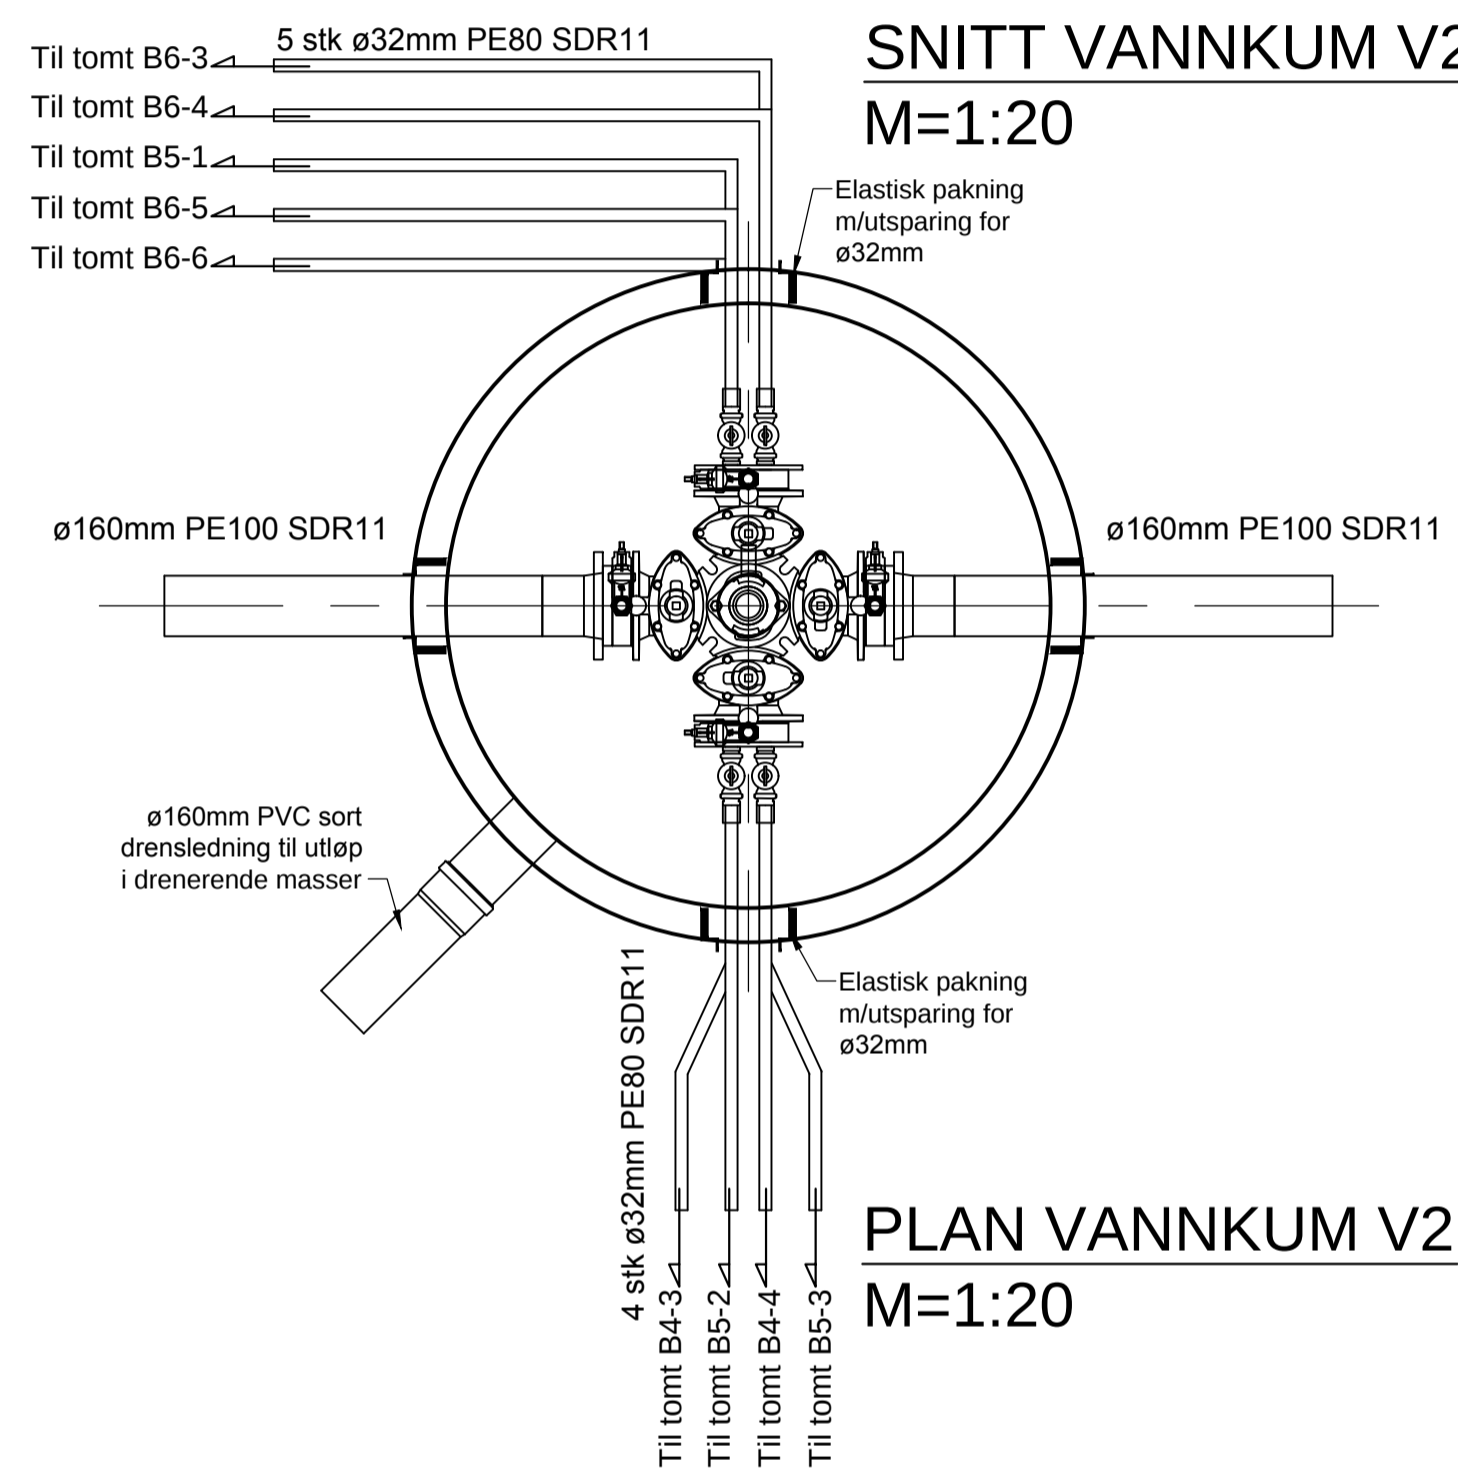 5 stk ø32mm PE80 SDR11
Til tomt B6-3
Til tomt B6-4
Til tomt B5-1
Til tomt B6-5
Til tomt B6-6
SNITT VANNKUM V2
M=1:20
Elastisk pakning
m/utsparing for
ø32mm
ø160mm PE100 SDR11
ø160mm PE100 SDR11
ø160mm PVC sort
drensledning til utløp
i drenerende masser
Elastisk pakning
m/utsparing for
ø32mm
4 stk ø32mm PE80 SDR11
Til tomt B4-3
Til tomt B5-2
Til tomt B4-4
Til tomt B5-3
PLAN VANNKUM V2
M=1:20